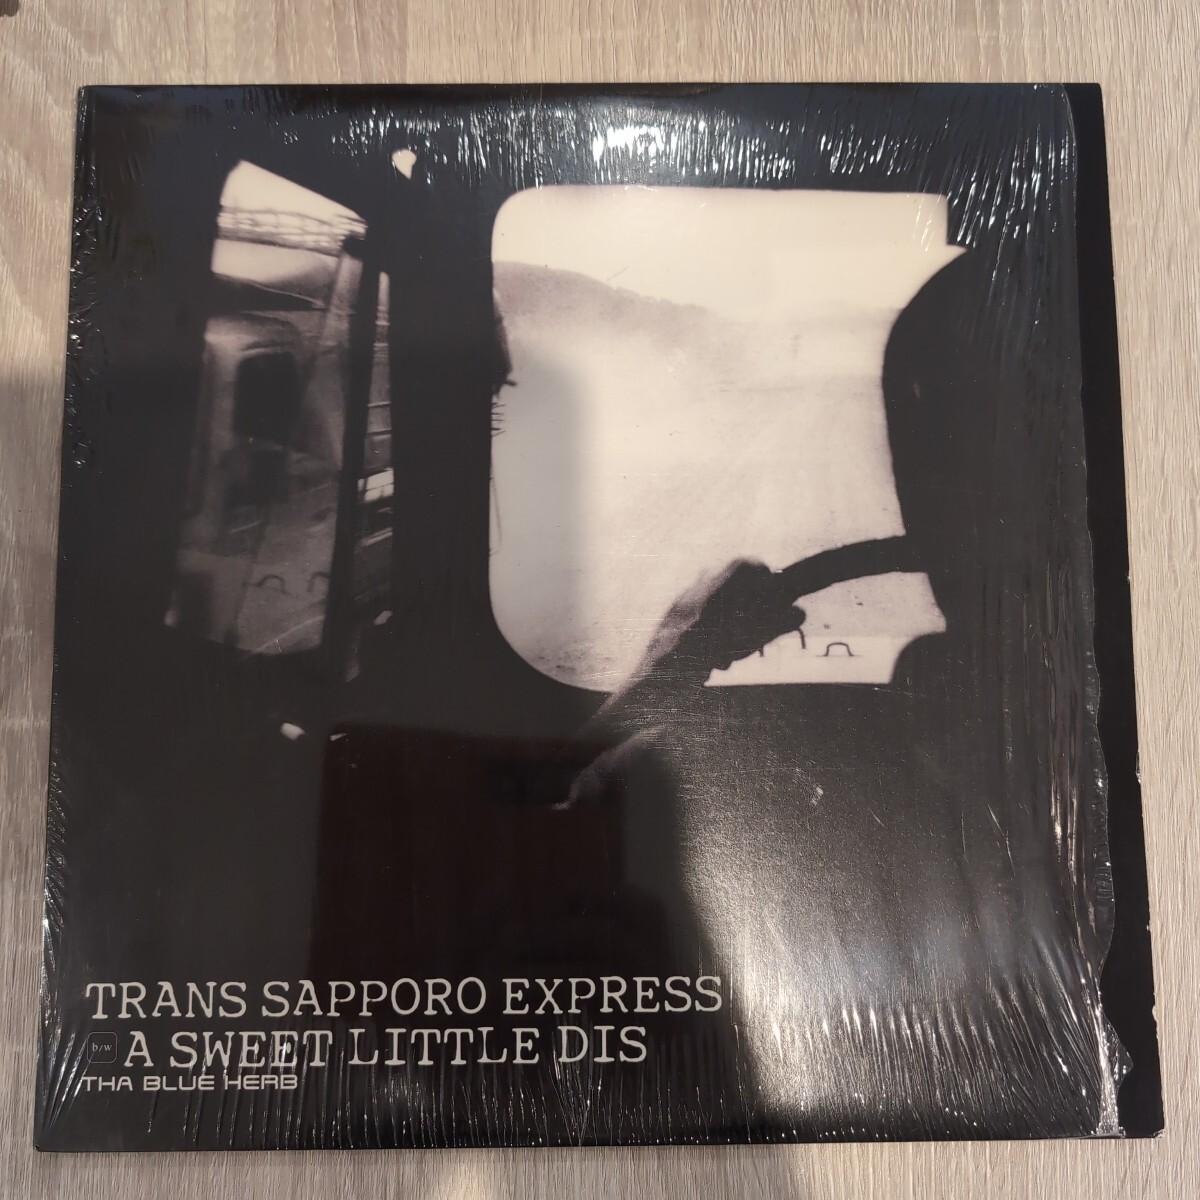 TRANS SAPPORO EXPRESS
b/w A SWEET LITTLE DIS
THA BLUE HERB